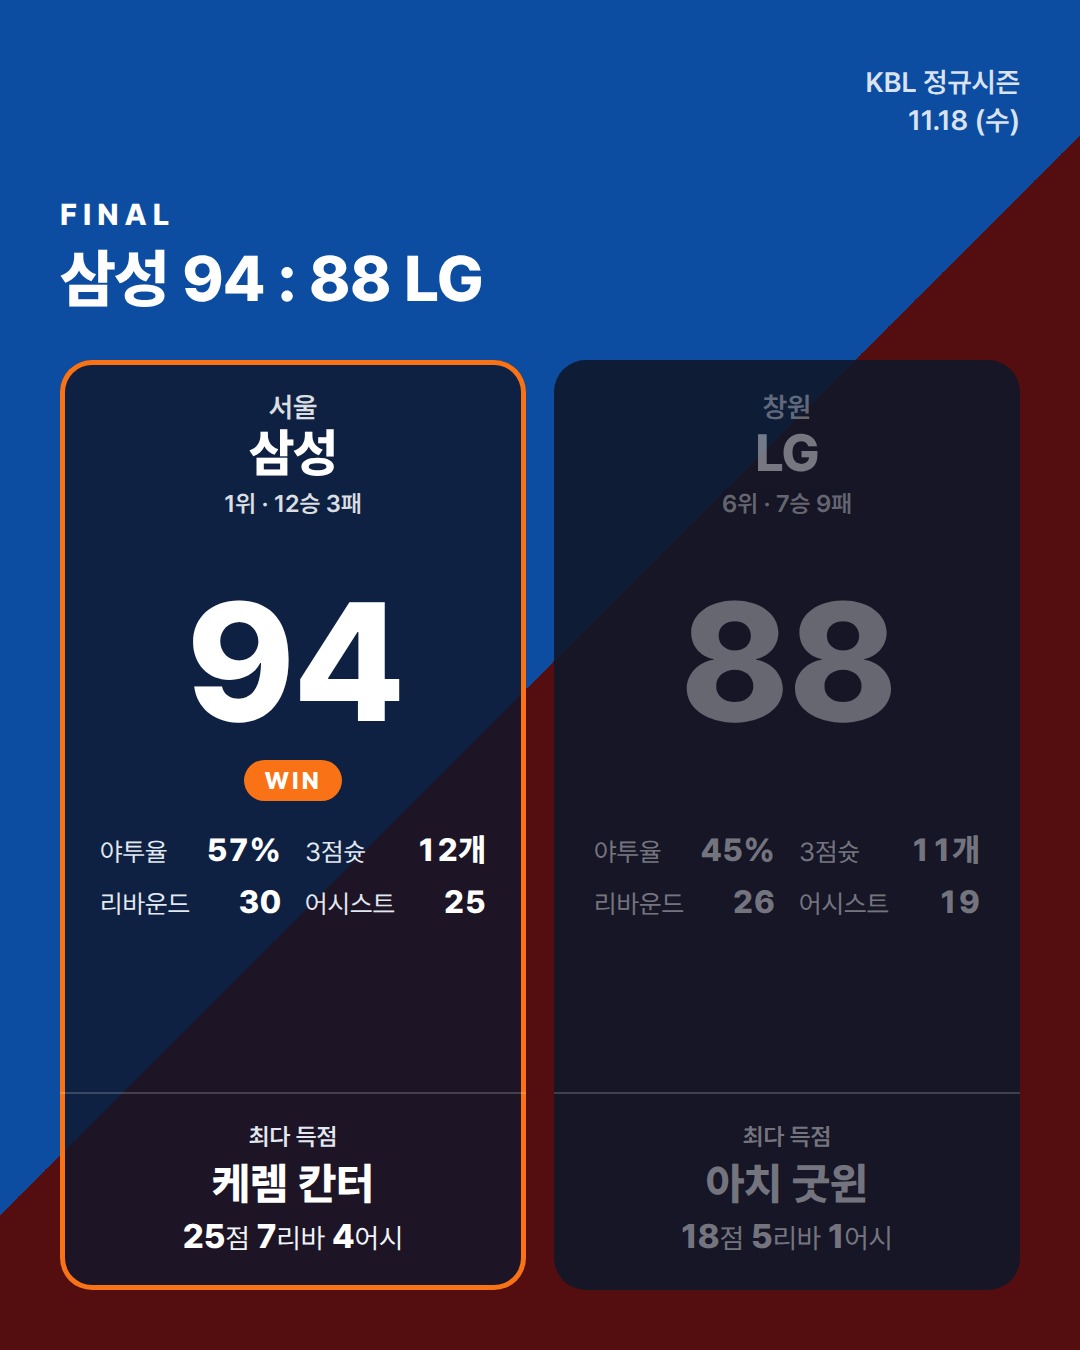 KBL 정규시즌
11.18 (수)
FINAL
삼성 94 : 88 LG
서울
삼성
1위 · 12승 3패
94
WIN
야투율 57% 3점슛 12개
리바운드 30 어시스트 25
최다 득점
케렘 칸터
25점 7리바 4어시
창원
LG
6위 · 7승 9패
88
야투율 45% 3점슛 11개
리바운드 26 어시스트 19
최다 득점
아치 굿윈
18점 5리바 1어시